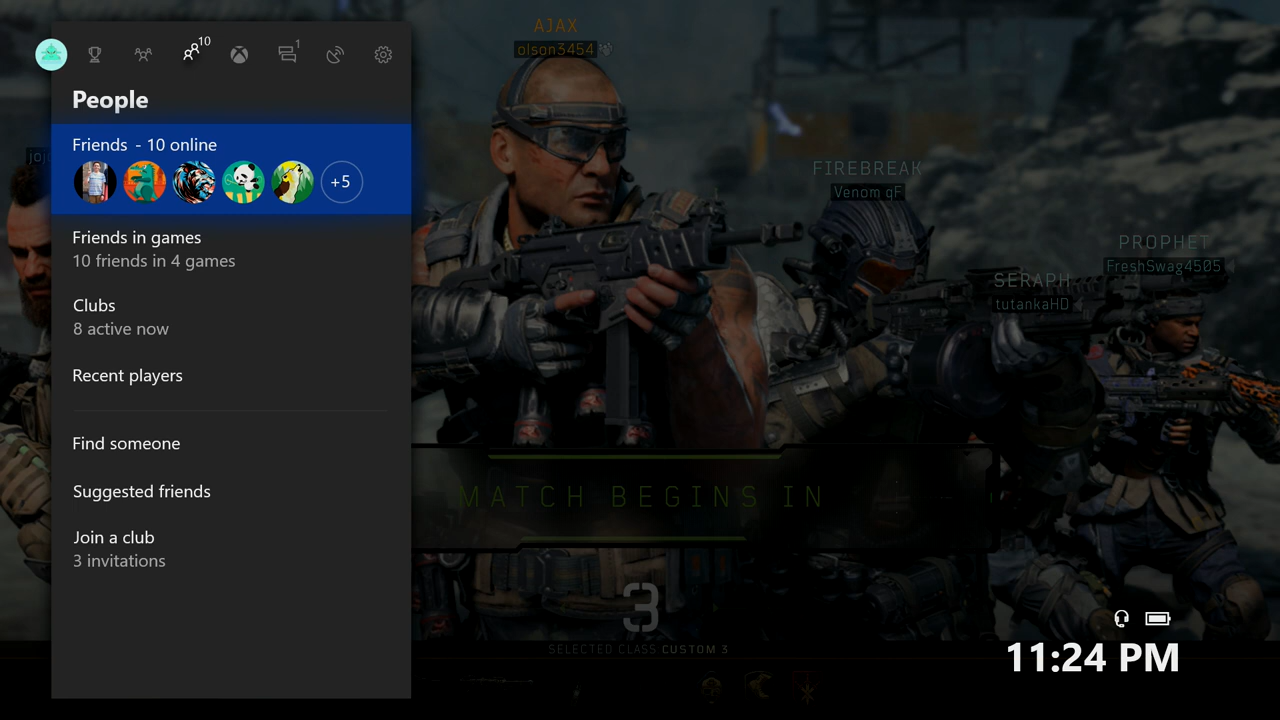 10
1
People
Friends - 10 online
+5
Friends in games
10 friends in 4 games
Clubs
8 active now
Recent players
Find someone
Suggested friends
Join a club
3 invitations
AJAX
olson3454
FIREBREAK
Venom qF
PROPHET
FreshSwag4505
SERAPH
tutankaHD
MATCH BEGINS IN
3
SELECTED CLASS CUSTOM 3
11:24 PM